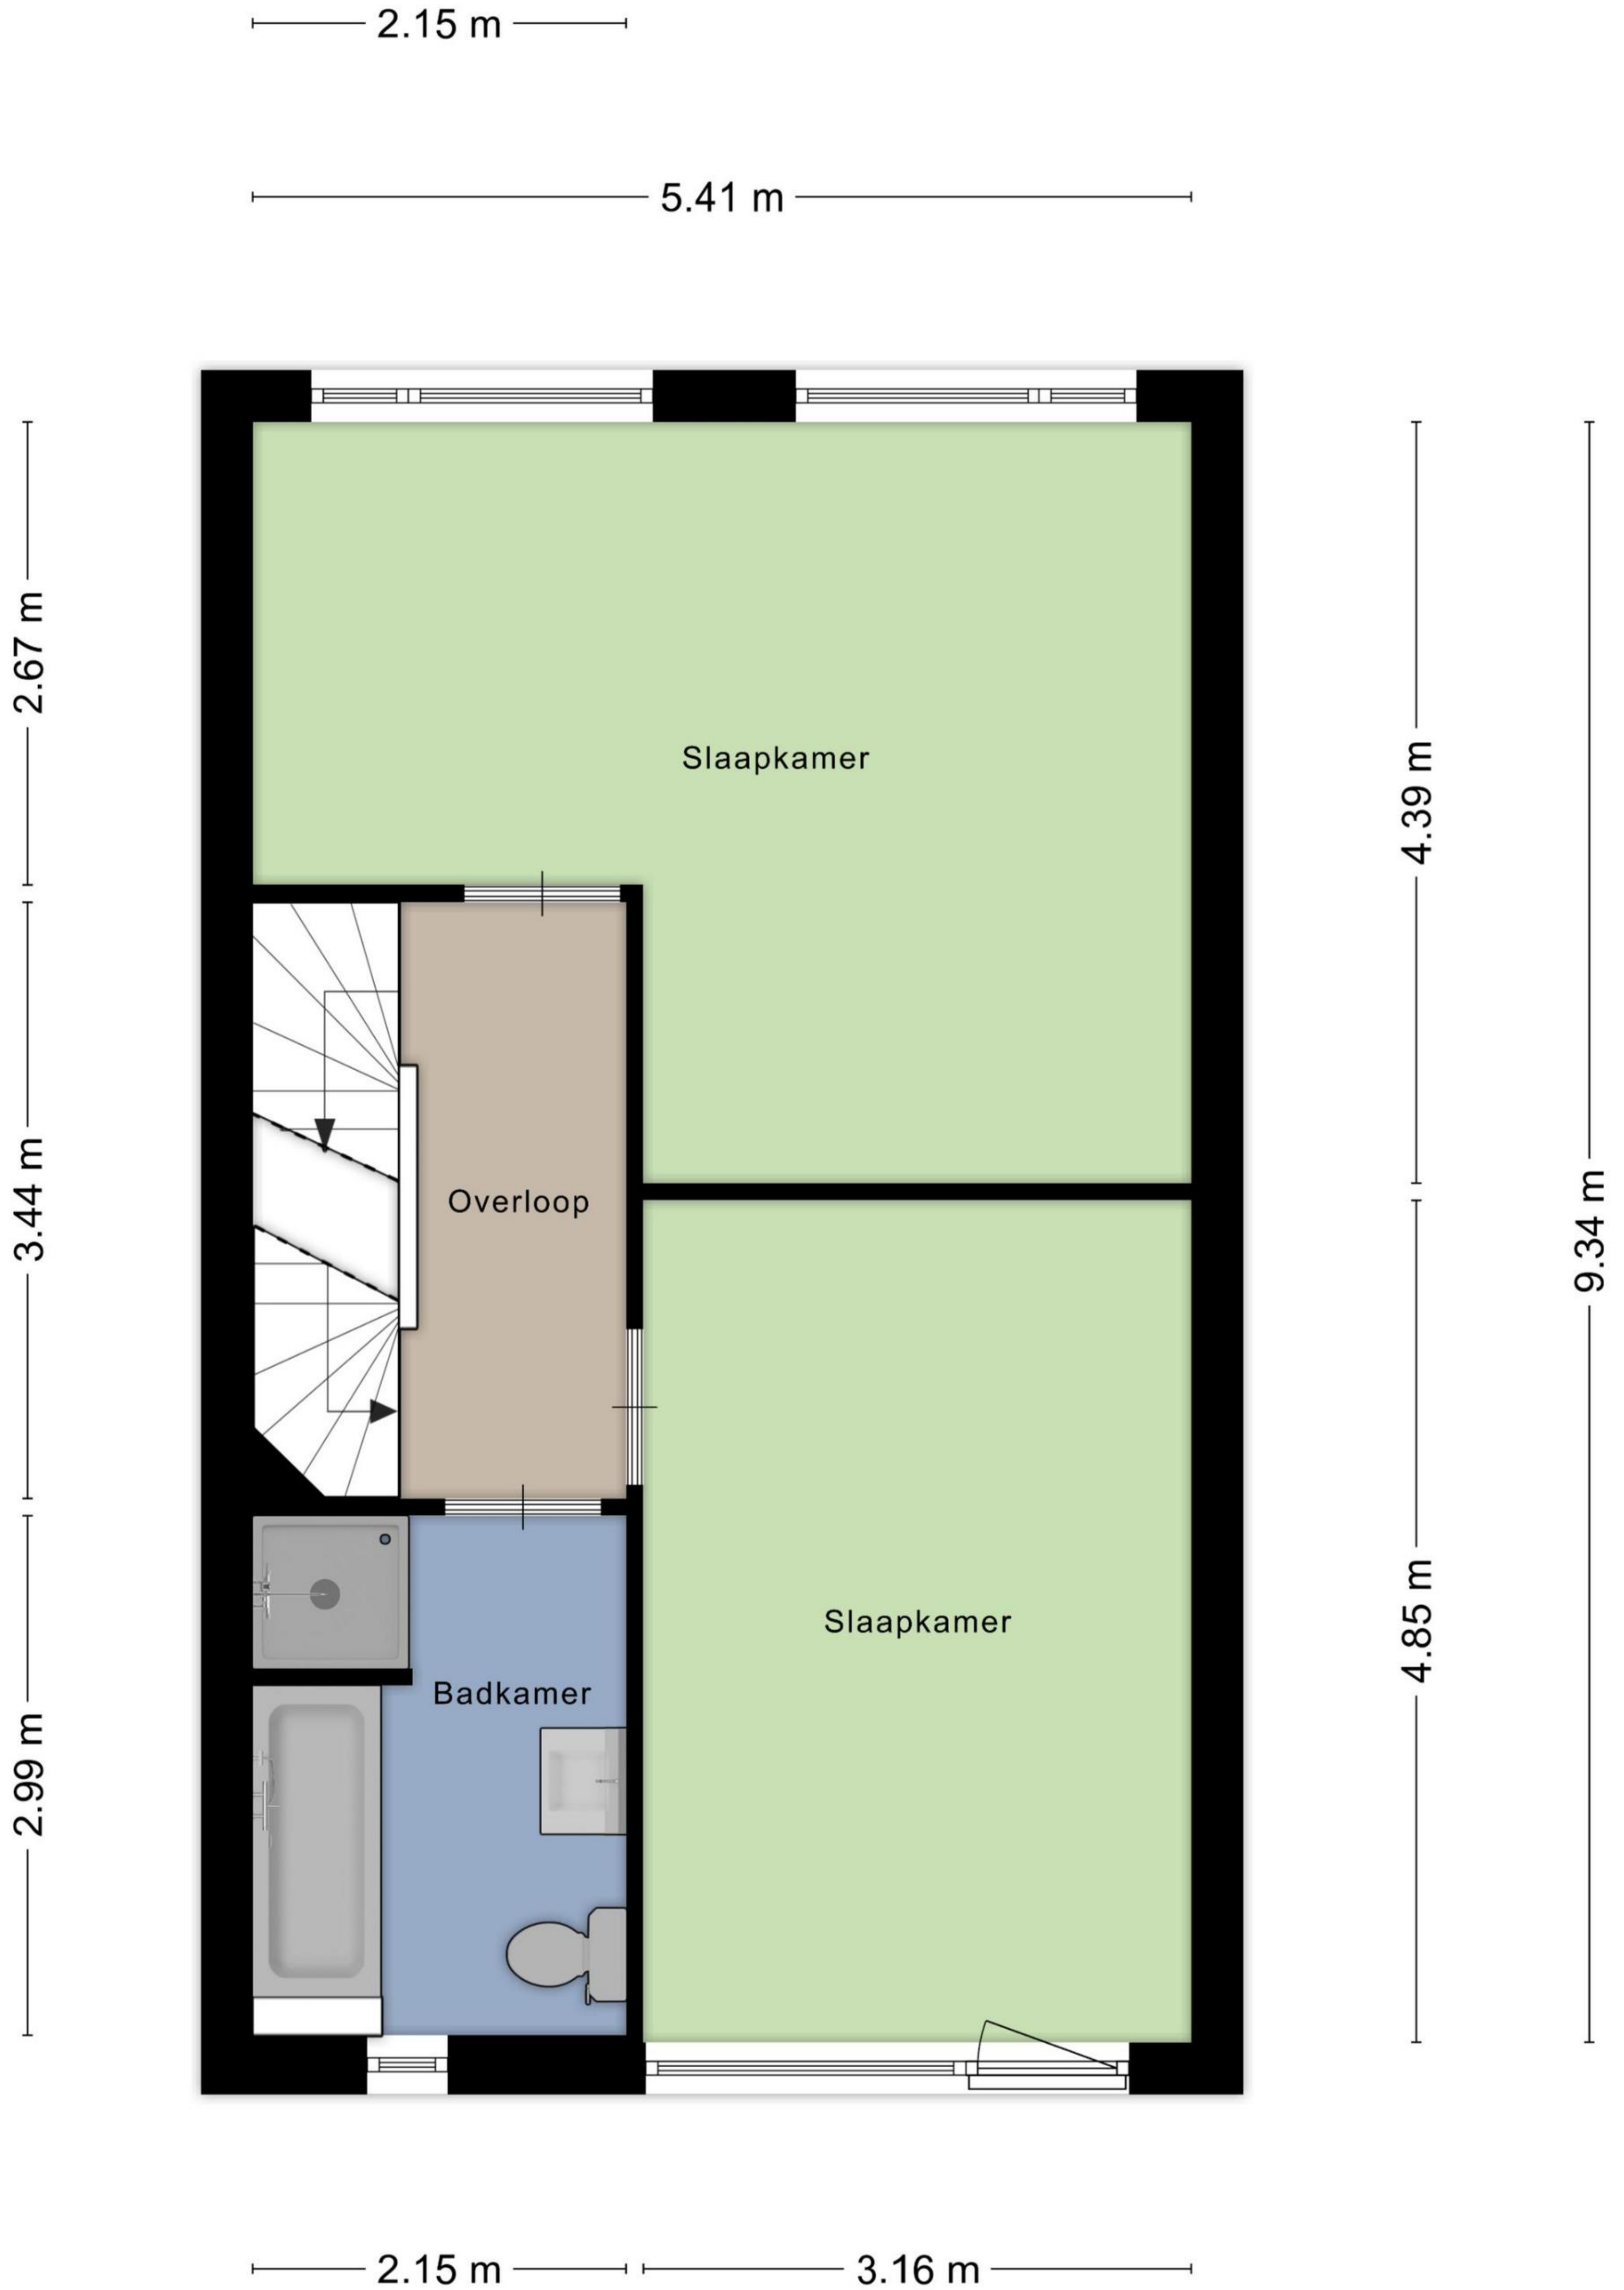 2.15 m
5.41 m
2.67 m
Slaapkamer
4.39 m
3.44 m
Overloop
9.34 m
Slaapkamer
4.85 m
Badkamer
2.99 m
2.15 m
3.16 m